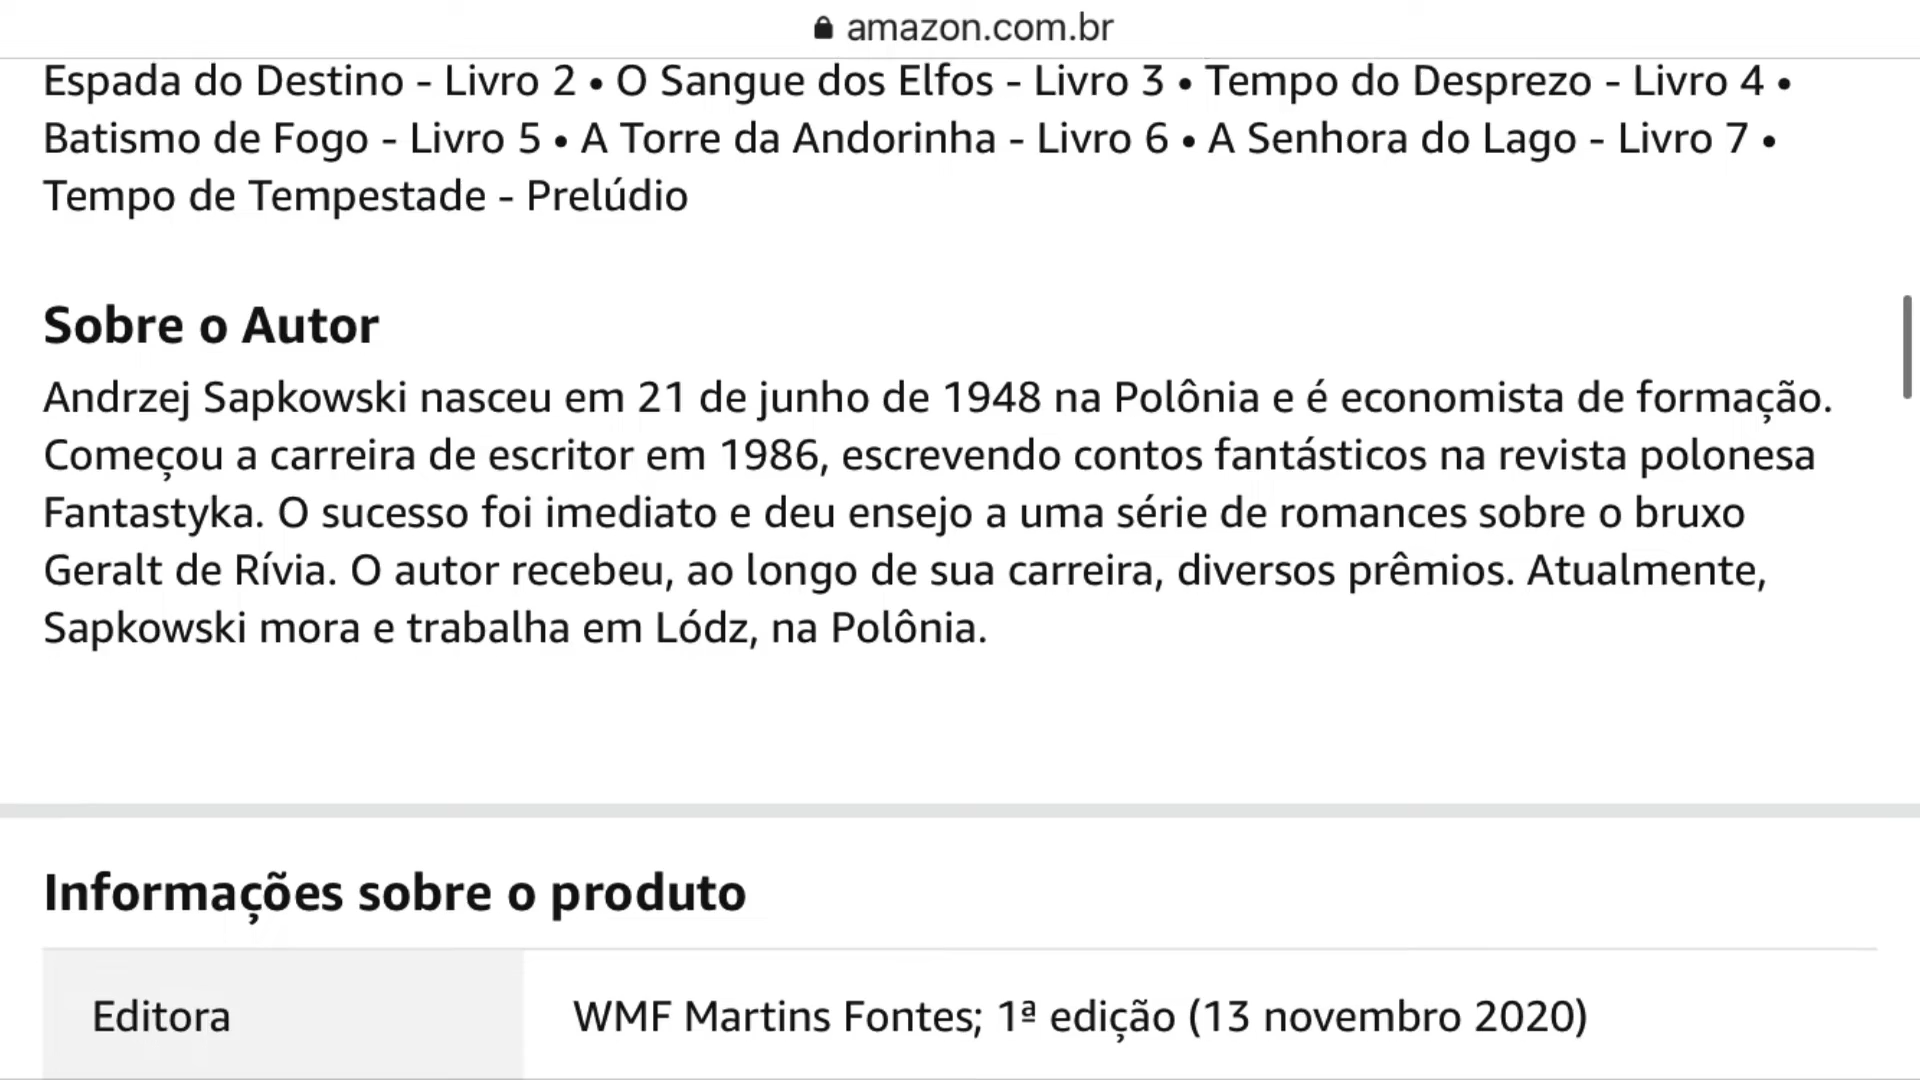 amazon.com.br
Espada do Destino - Livro 2 • O Sangue dos Elfos - Livro 3 • Tempo do Desprezo - Livro 4 •
Batismo de Fogo - Livro 5 • A Torre da Andorinha - Livro 6 • A Senhora do Lago - Livro 7 •
Tempo de Tempestade - Prelúdio
Sobre o Autor
Andrzej Sapkowski nasceu em 21 de junho de 1948 na Polônia e é economista de formação.
Começou a carreira de escritor em 1986, escrevendo contos fantásticos na revista polonesa
Fantastyka. O sucesso foi imediato e deu ensejo a uma série de romances sobre o bruxo
Geralt de Rívia. O autor recebeu, ao longo de sua carreira, diversos prêmios. Atualmente,
Sapkowski mora e trabalha em Lódz, na Polônia.
Informações sobre o produto
Editora WMF Martins Fontes; 1ª edição (13 novembro 2020)